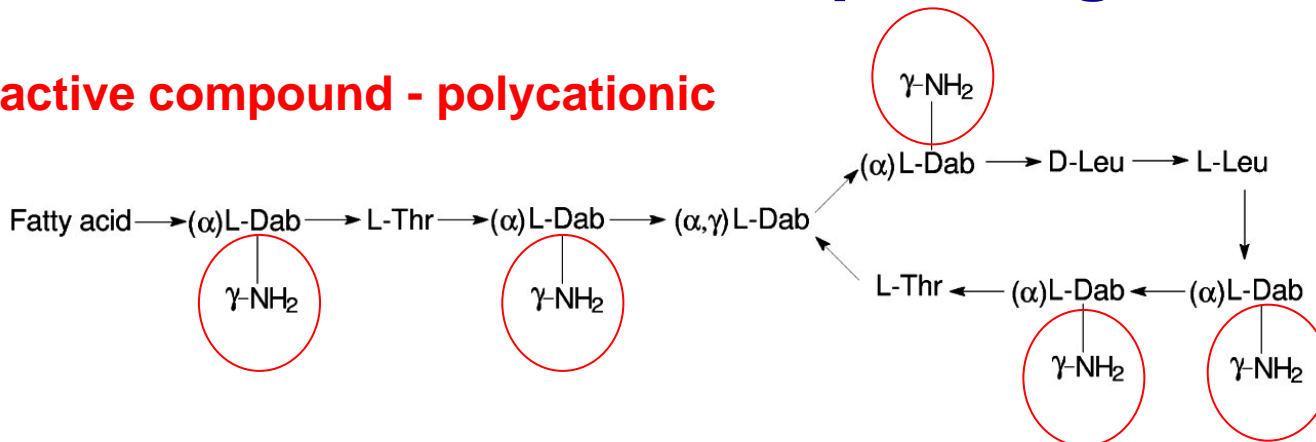 active compound - polycationic
γ-NH₂
(α)L-Dab → D-Leu → L-Leu
Fatty acid → (α)L-Dab → L-Thr → (α)L-Dab → (α,γ)L-Dab
L-Thr ← (α)L-Dab ← (α)L-Dab
γ-NH₂ γ-NH₂
γ-NH₂ γ-NH₂